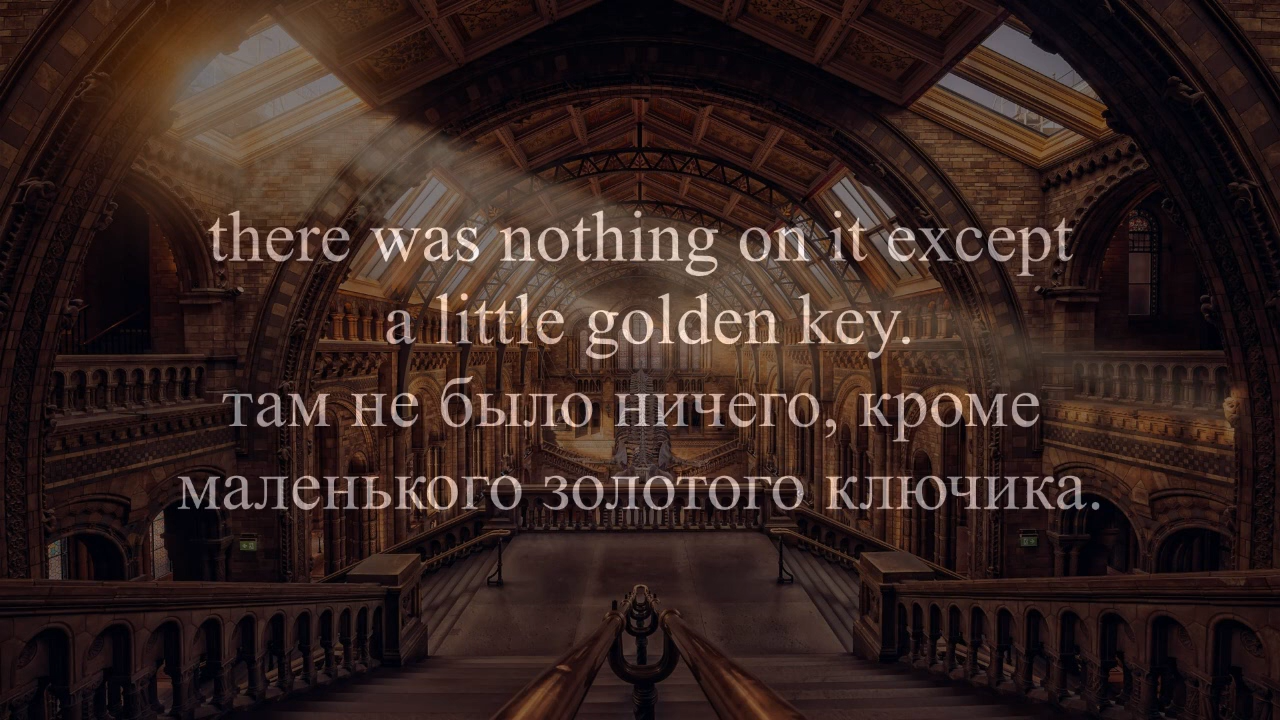 there was nothing on it except
a little golden key.
там не было ничего, кроме
маленького золотого ключика.